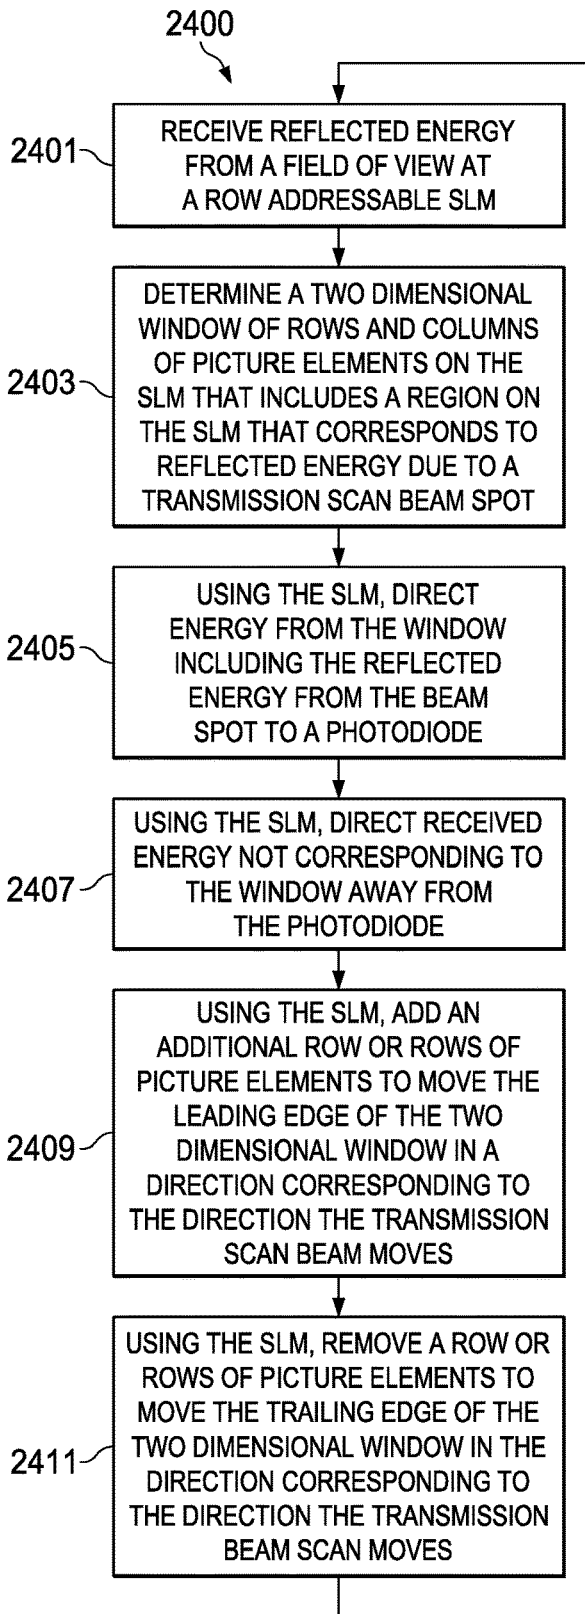 2400
2401
RECEIVE REFLECTED ENERGY
FROM A FIELD OF VIEW AT
A ROW ADDRESSABLE SLM
2403
DETERMINE A TWO DIMENSIONAL
WINDOW OF ROWS AND COLUMNS
OF PICTURE ELEMENTS ON THE
SLM THAT INCLUDES A REGION ON
THE SLM THAT CORRESPONDS TO
REFLECTED ENERGY DUE TO A
TRANSMISSION SCAN BEAM SPOT
2405
USING THE SLM, DIRECT
ENERGY FROM THE WINDOW
INCLUDING THE REFLECTED
ENERGY FROM THE BEAM
SPOT TO A PHOTODIODE
2407
USING THE SLM, DIRECT RECEIVED
ENERGY NOT CORRESPONDING TO
THE WINDOW AWAY FROM
THE PHOTODIODE
2409
USING THE SLM, ADD AN
ADDITIONAL ROW OR ROWS OF
PICTURE ELEMENTS TO MOVE THE
LEADING EDGE OF THE TWO
DIMENSIONAL WINDOW IN A
DIRECTION CORRESPONDING TO
THE DIRECTION THE TRANSMISSION
SCAN BEAM MOVES
2411
USING THE SLM, REMOVE A ROW OR
ROWS OF PICTURE ELEMENTS TO
MOVE THE TRAILING EDGE OF THE
TWO DIMENSIONAL WINDOW IN THE
DIRECTION CORRESPONDING TO
THE DIRECTION THE TRANSMISSION
BEAM SCAN MOVES